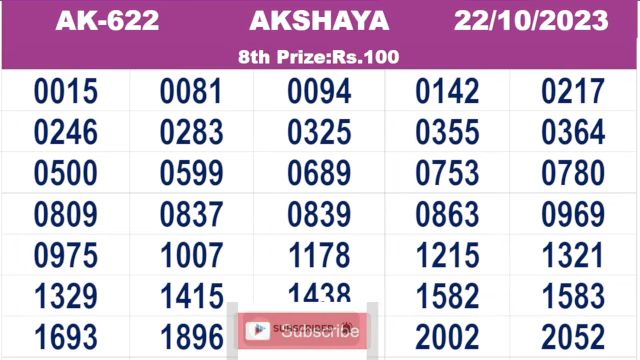 AK-622 AKSHAYA 22/10/2023
8th Prize:Rs.100
0015 0081 0094 0142 0217
0246 0283 0325 0355 0364
0500 0599 0689 0753 0780
0809 0837 0839 0863 0969
0975 1007 1178 1215 1321
1329 1415 1438 1582 1583
1693 1896 2002 2052
SUBSCRIBED Subscribe